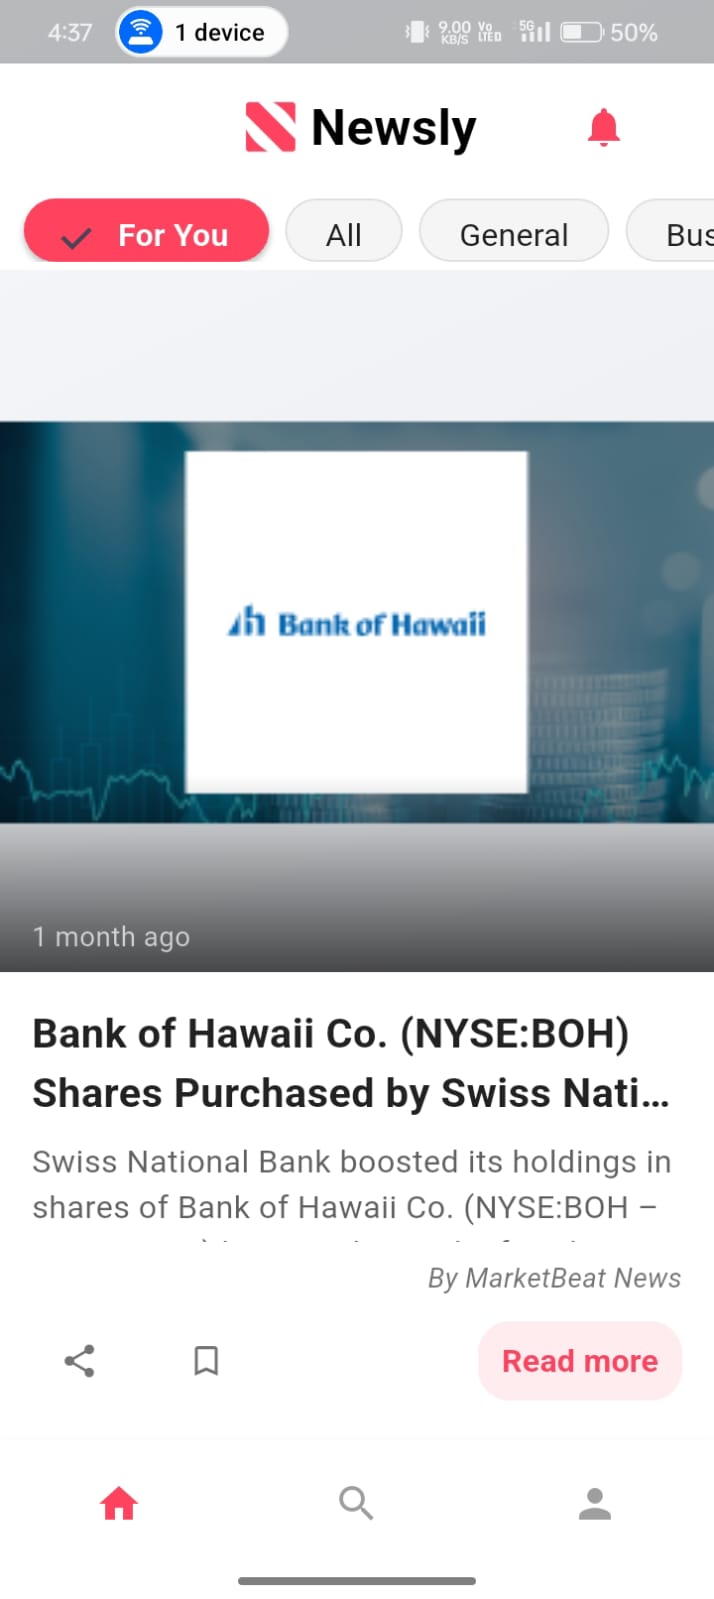 4:37
1 device
9.00 KB/S
Vo LTED
5G
50%
Newsly
For You
All
General
Bus
Bank of Hawaii
1 month ago
Bank of Hawaii Co. (NYSE:BOH)
Shares Purchased by Swiss Nati...
Swiss National Bank boosted its holdings in
shares of Bank of Hawaii Co. (NYSE:BOH –
By MarketBeat News
Read more